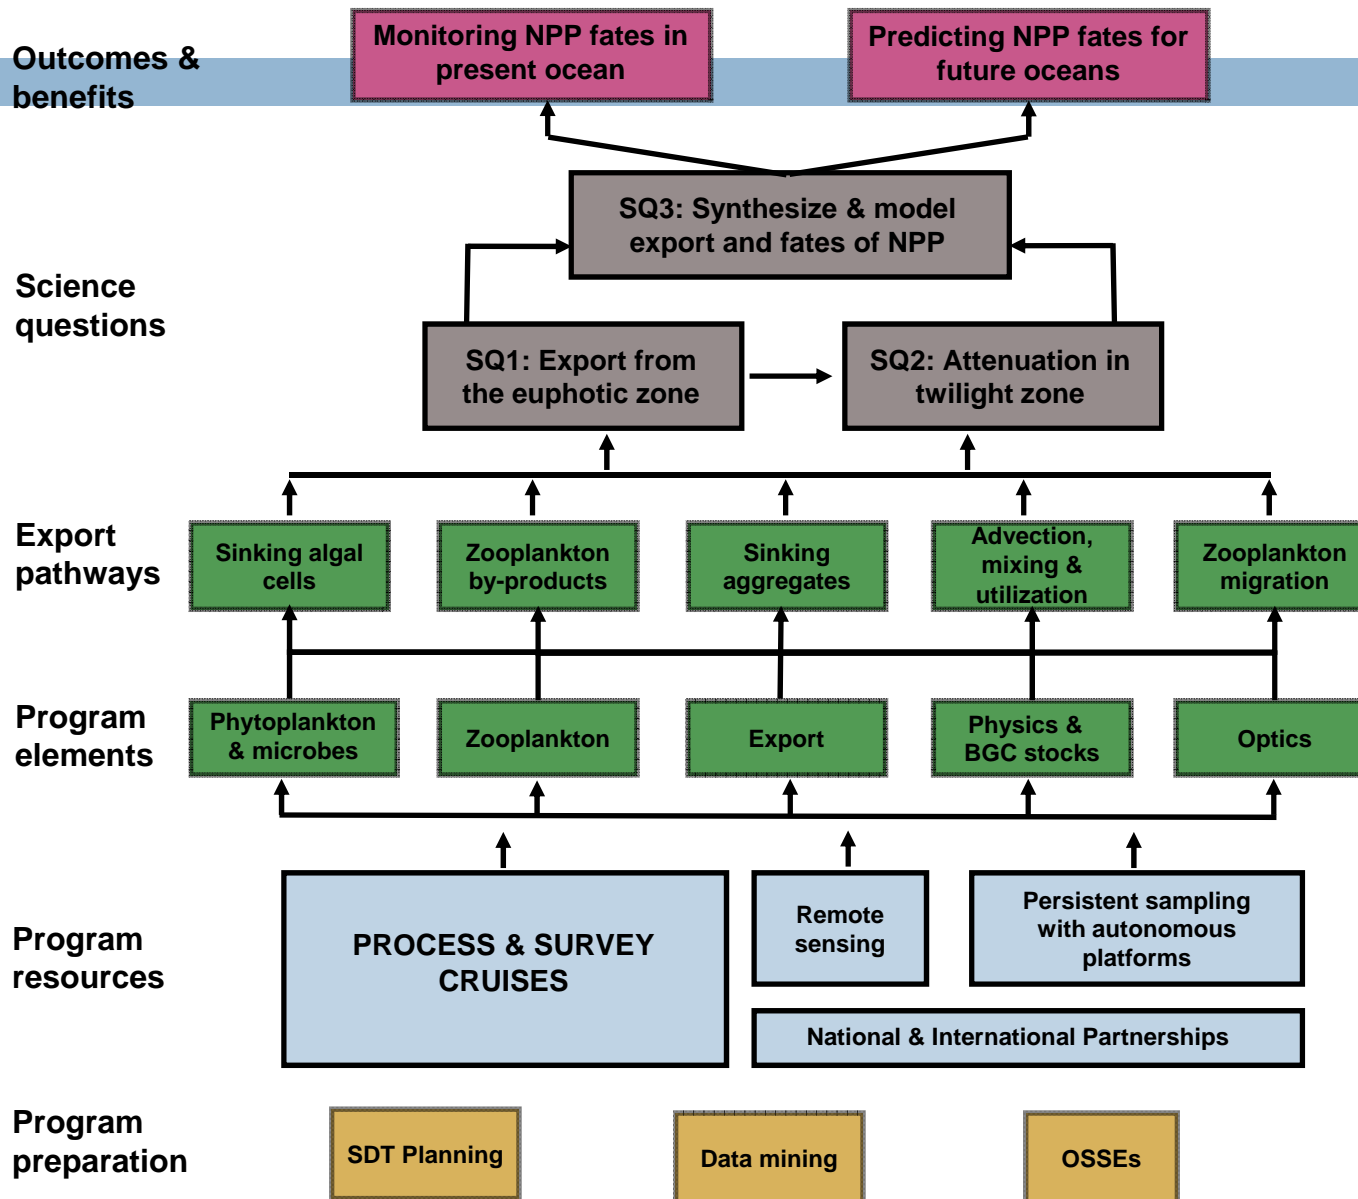 Outcomes &
benefits
Monitoring NPP fates in
present ocean
Predicting NPP fates for
future oceans
Science
questions
SQ3: Synthesize & model
export and fates of NPP
SQ1: Export from
the euphotic zone
SQ2: Attenuation in
twilight zone
Export
pathways
Sinking algal
cells
Zooplankton
by-products
Sinking
aggregates
Advection,
mixing &
utilization
Zooplankton
migration
Program
elements
Phytoplankton
& microbes
Zooplankton
Export
Physics &
BGC stocks
Optics
Program
resources
PROCESS & SURVEY
CRUISES
Remote
sensing
Persistent sampling
with autonomous
platforms
National & International Partnerships
Program
preparation
SDT Planning
Data mining
OSSEs